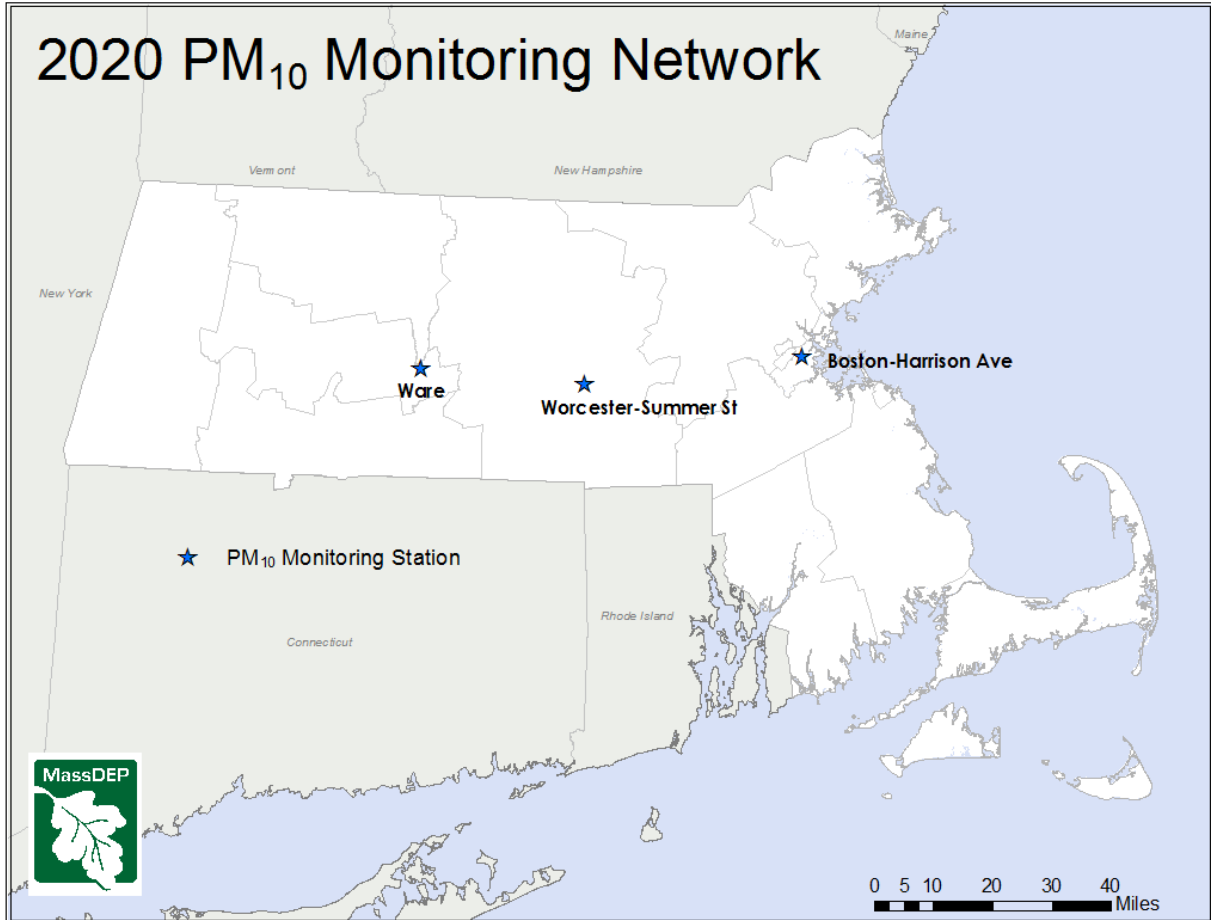 Maine
2020 PM₁₀ Monitoring Network
Vermont
New Hampshire
New York
Boston-Harrison Ave
Ware
Worcester-Summer St
PM₁₀ Monitoring Station
Rhode Island
Connecticut
MassDEP
0 5 10 20 30 40
Miles